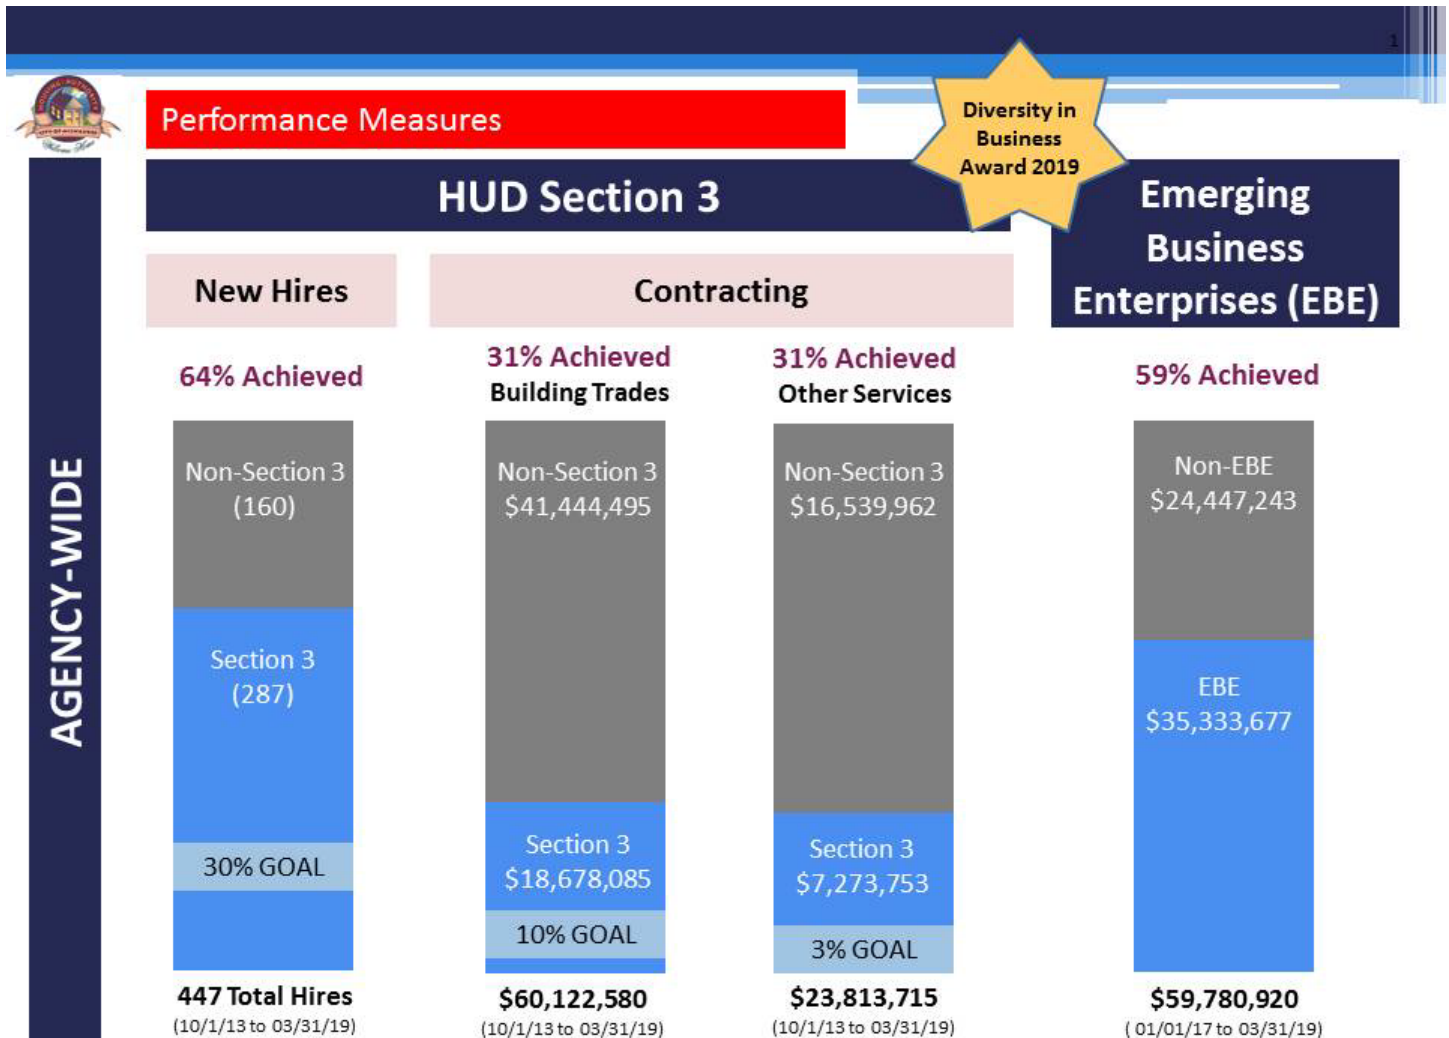 1
Performance Measures
Diversity in
Business
Award 2019
HUD Section 3
Emerging
Business
Enterprises (EBE)
AGENCY-WIDE
New Hires
Contracting
64% Achieved
31% Achieved
Building Trades
31% Achieved
Other Services
59% Achieved
Non-Section 3
(160)
Section 3
(287)
30% GOAL
447 Total Hires
(10/1/13 to 03/31/19)
Non-Section 3
$41,444,495
Section 3
$18,678,085
10% GOAL
$60,122,580
(10/1/13 to 03/31/19)
Non-Section 3
$16,539,962
Section 3
$7,273,753
3% GOAL
$23,813,715
(10/1/13 to 03/31/19)
Non-EBE
$24,447,243
EBE
$35,333,677
$59,780,920
( 01/01/17 to 03/31/19)